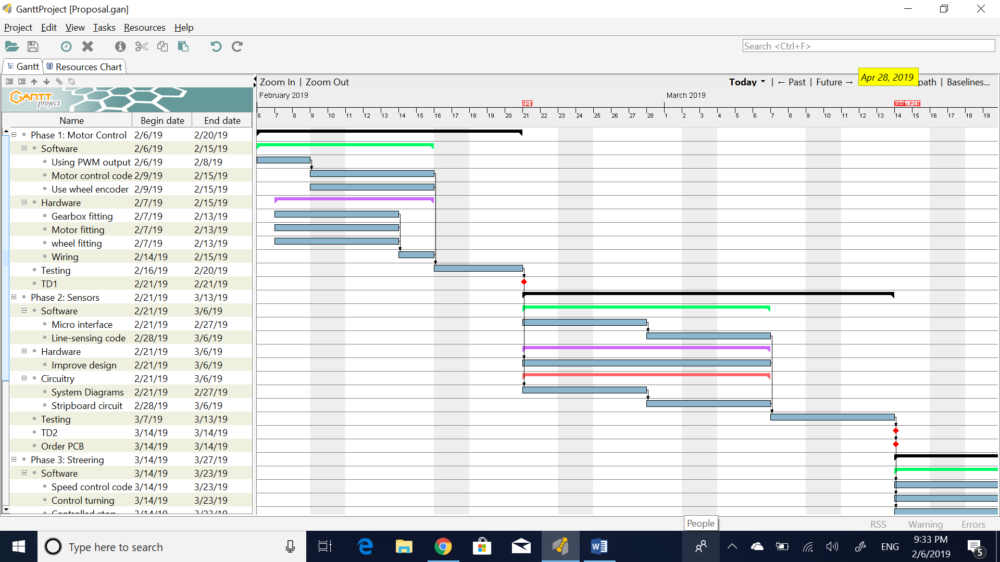 GanttProject [Proposal.gan]
Project Edit View Tasks Resources Help
Search <Ctrl+F>
Gantt Resources Chart
Zoom In | Zoom Out Today | ← Past | Future → Apr 28, 2019 path | Baselines...
GANTT project
February 2019 March 2019
TD1 PCB
6 7 8 9 10 11 12 13 14 15 16 17 18 19 20 21 22 23 24 25 26 27 28 1 2 3 4 5 6 7 8 9 10 11 12 13 14 15 16 17 18 19
Name Begin date End date
Phase 1: Motor Control 2/6/19 2/20/19
Software 2/6/19 2/15/19
Using PWM output 2/6/19 2/8/19
Motor control code 2/9/19 2/15/19
Use wheel encoder 2/9/19 2/15/19
Hardware 2/7/19 2/15/19
Gearbox fitting 2/7/19 2/13/19
Motor fitting 2/7/19 2/13/19
wheel fitting 2/7/19 2/13/19
Wiring 2/14/19 2/15/19
Testing 2/16/19 2/20/19
TD1 2/21/19 2/21/19
Phase 2: Sensors 2/21/19 3/13/19
Software 2/21/19 3/6/19
Micro interface 2/21/19 2/27/19
Line-sensing code 2/28/19 3/6/19
Hardware 2/21/19 3/6/19
Improve design 2/21/19 3/6/19
Circuitry 2/21/19 3/6/19
System Diagrams 2/21/19 2/27/19
Stripboard circuit 2/28/19 3/6/19
Testing 3/7/19 3/13/19
TD2 3/14/19 3/14/19
Order PCB 3/14/19 3/14/19
Phase 3: Streering 3/14/19 3/27/19
Software 3/14/19 3/23/19
Speed control code 3/14/19 3/23/19
Control turning 3/14/19 3/23/19
Controlled stop 3/14/19 3/23/19
People
RSS Warning Errors
Type here to search
ENG
9:33 PM
2/6/2019
5